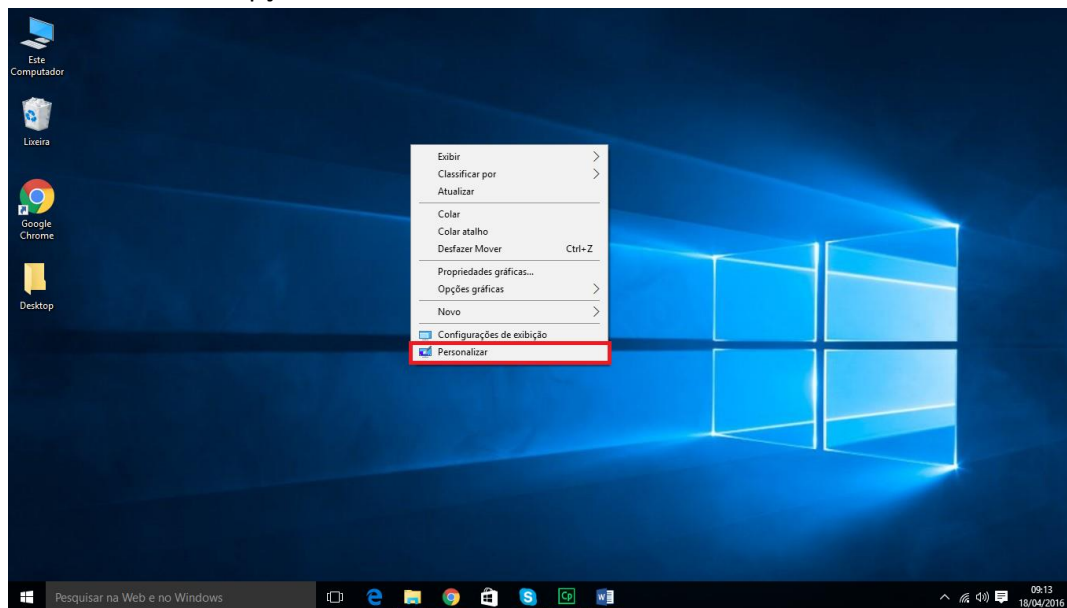 Este
Computador
Lixeira
Google
Chrome
Desktop
Exibir
Classificar por
Atualizar
Colar
Colar atalho
Desfazer Mover Ctrl+Z
Propriedades gráficas...
Opções gráficas
Novo
Configurações de exibição
Personalizar
Pesquisar na Web e no Windows
Cp
W
09:13
18/04/2016